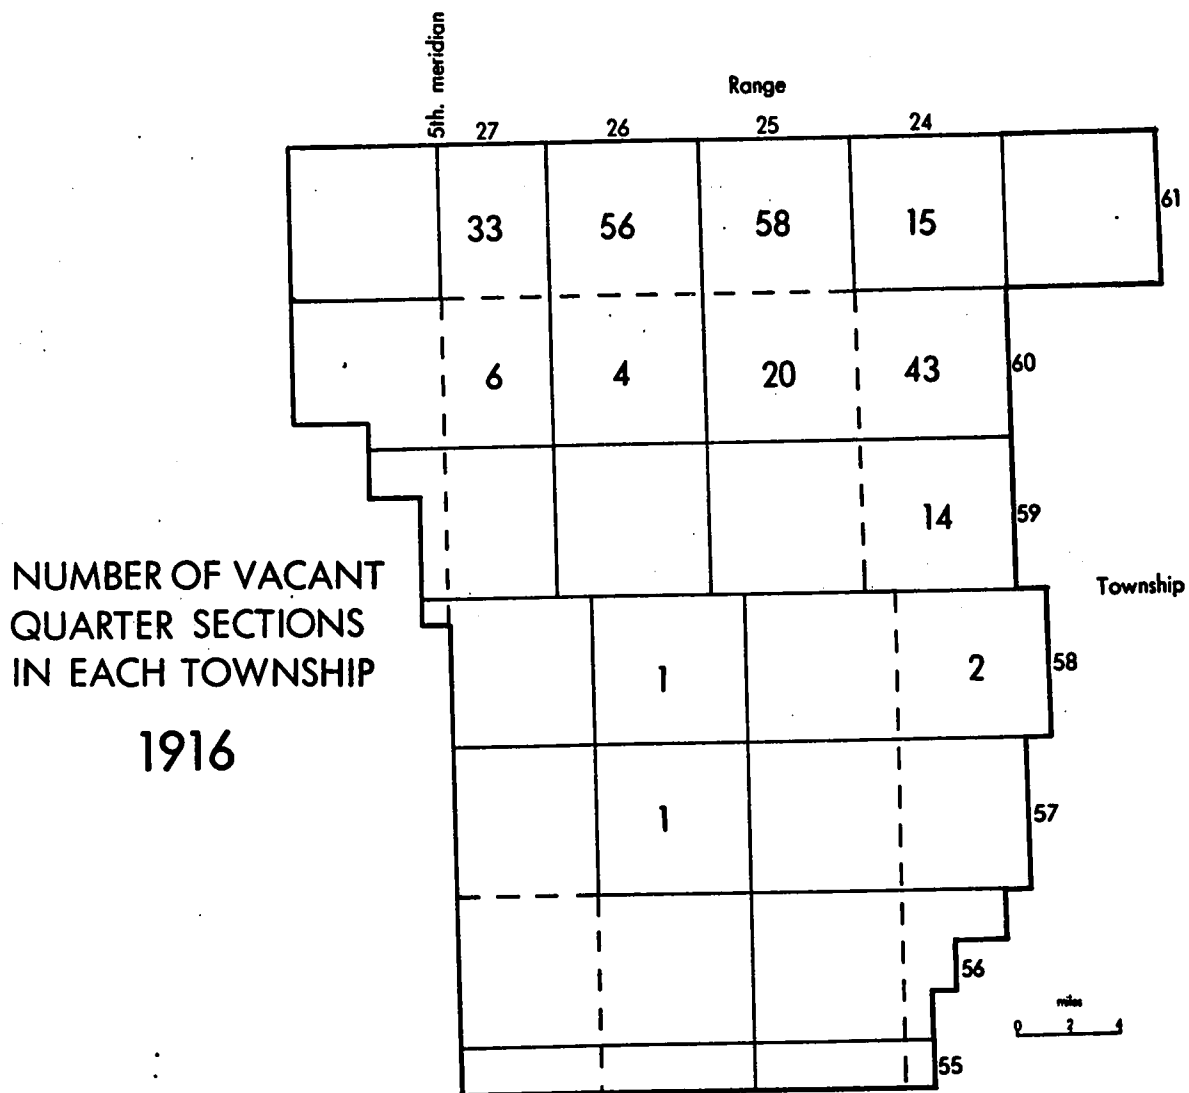 5th. meridian
Range
27 26 25 24
33 56 58 15 61
6 4 20 43 60
14 59
NUMBER OF VACANT
QUARTER SECTIONS
IN EACH TOWNSHIP
1916
Township
1 2 58
1 57
56
miles
0 2 4
55